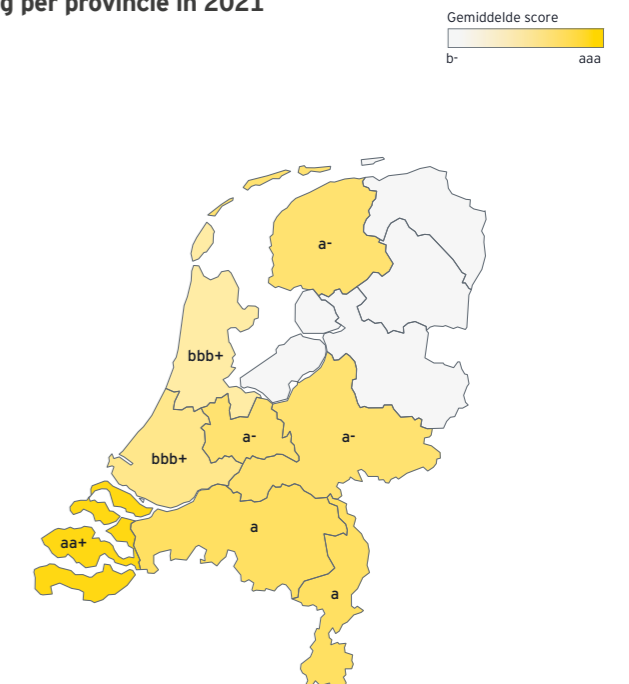 g per provincie in 2021
Gemiddelde score
b- aaa
a-
bbb+
a- a-
bbb+
a
aa+
a